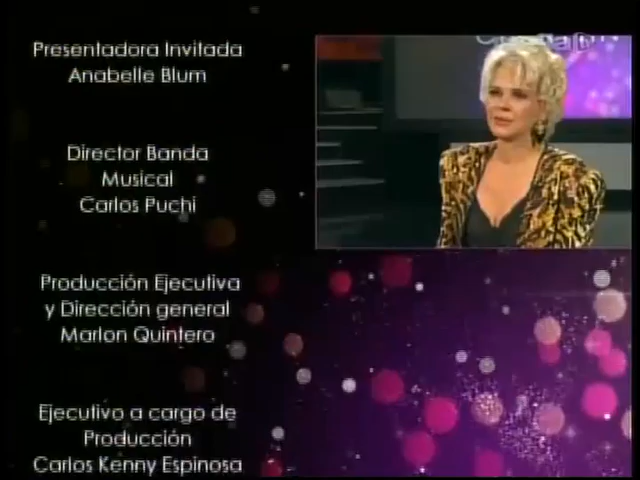 Presentadora Invitada
Anabelle Blum
Director Banda
Musical
Carlos Puchi
Producción Ejecutiva
y Dirección general
Marlon Quintero
Ejecutivo a cargo de
Producción
Carlos Kenny Espinosa